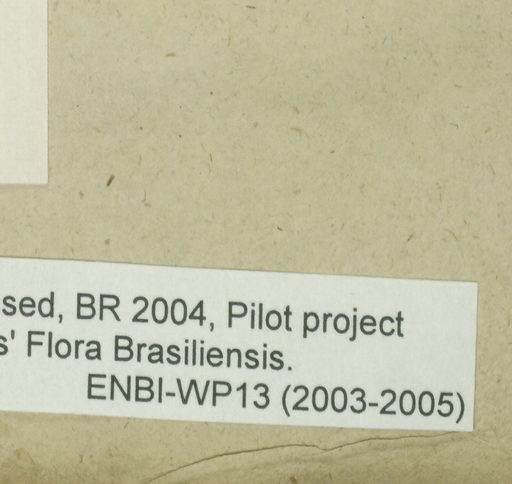 sed, BR 2004, Pilot project
s' Flora Brasiliensis.
ENBI-WP13 (2003-2005)